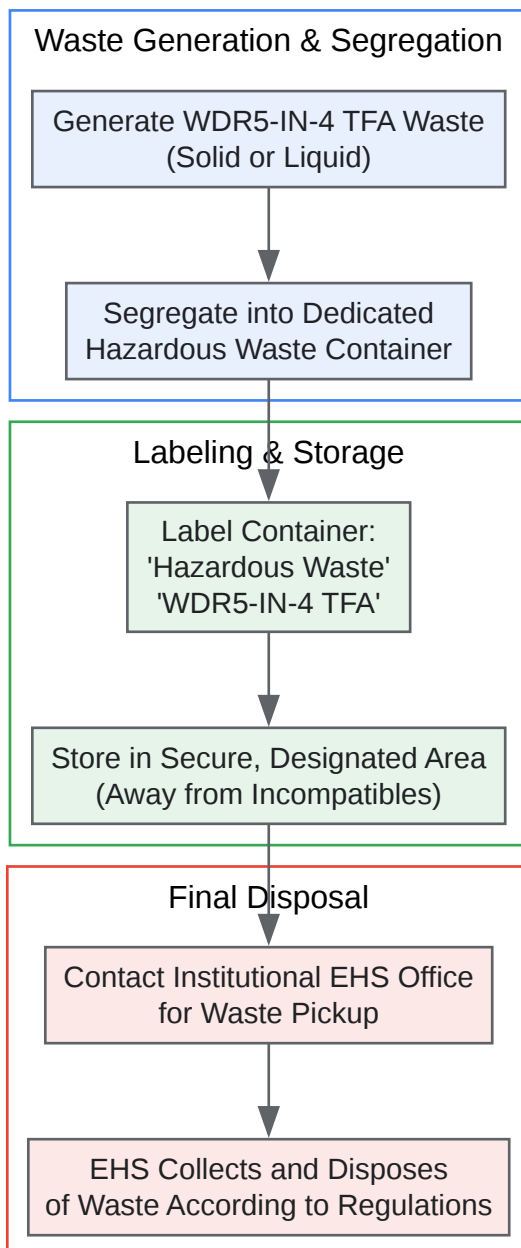 Waste Generation & Segregation
Generate WDR5-IN-4 TFA Waste
(Solid or Liquid)
Segregate into Dedicated
Hazardous Waste Container
Labeling & Storage
Label Container:
'Hazardous Waste'
'WDR5-IN-4 TFA'
Store in Secure, Designated Area
(Away from Incompatibles)
Final Disposal
Contact Institutional EHS Office
for Waste Pickup
EHS Collects and Disposes
of Waste According to Regulations